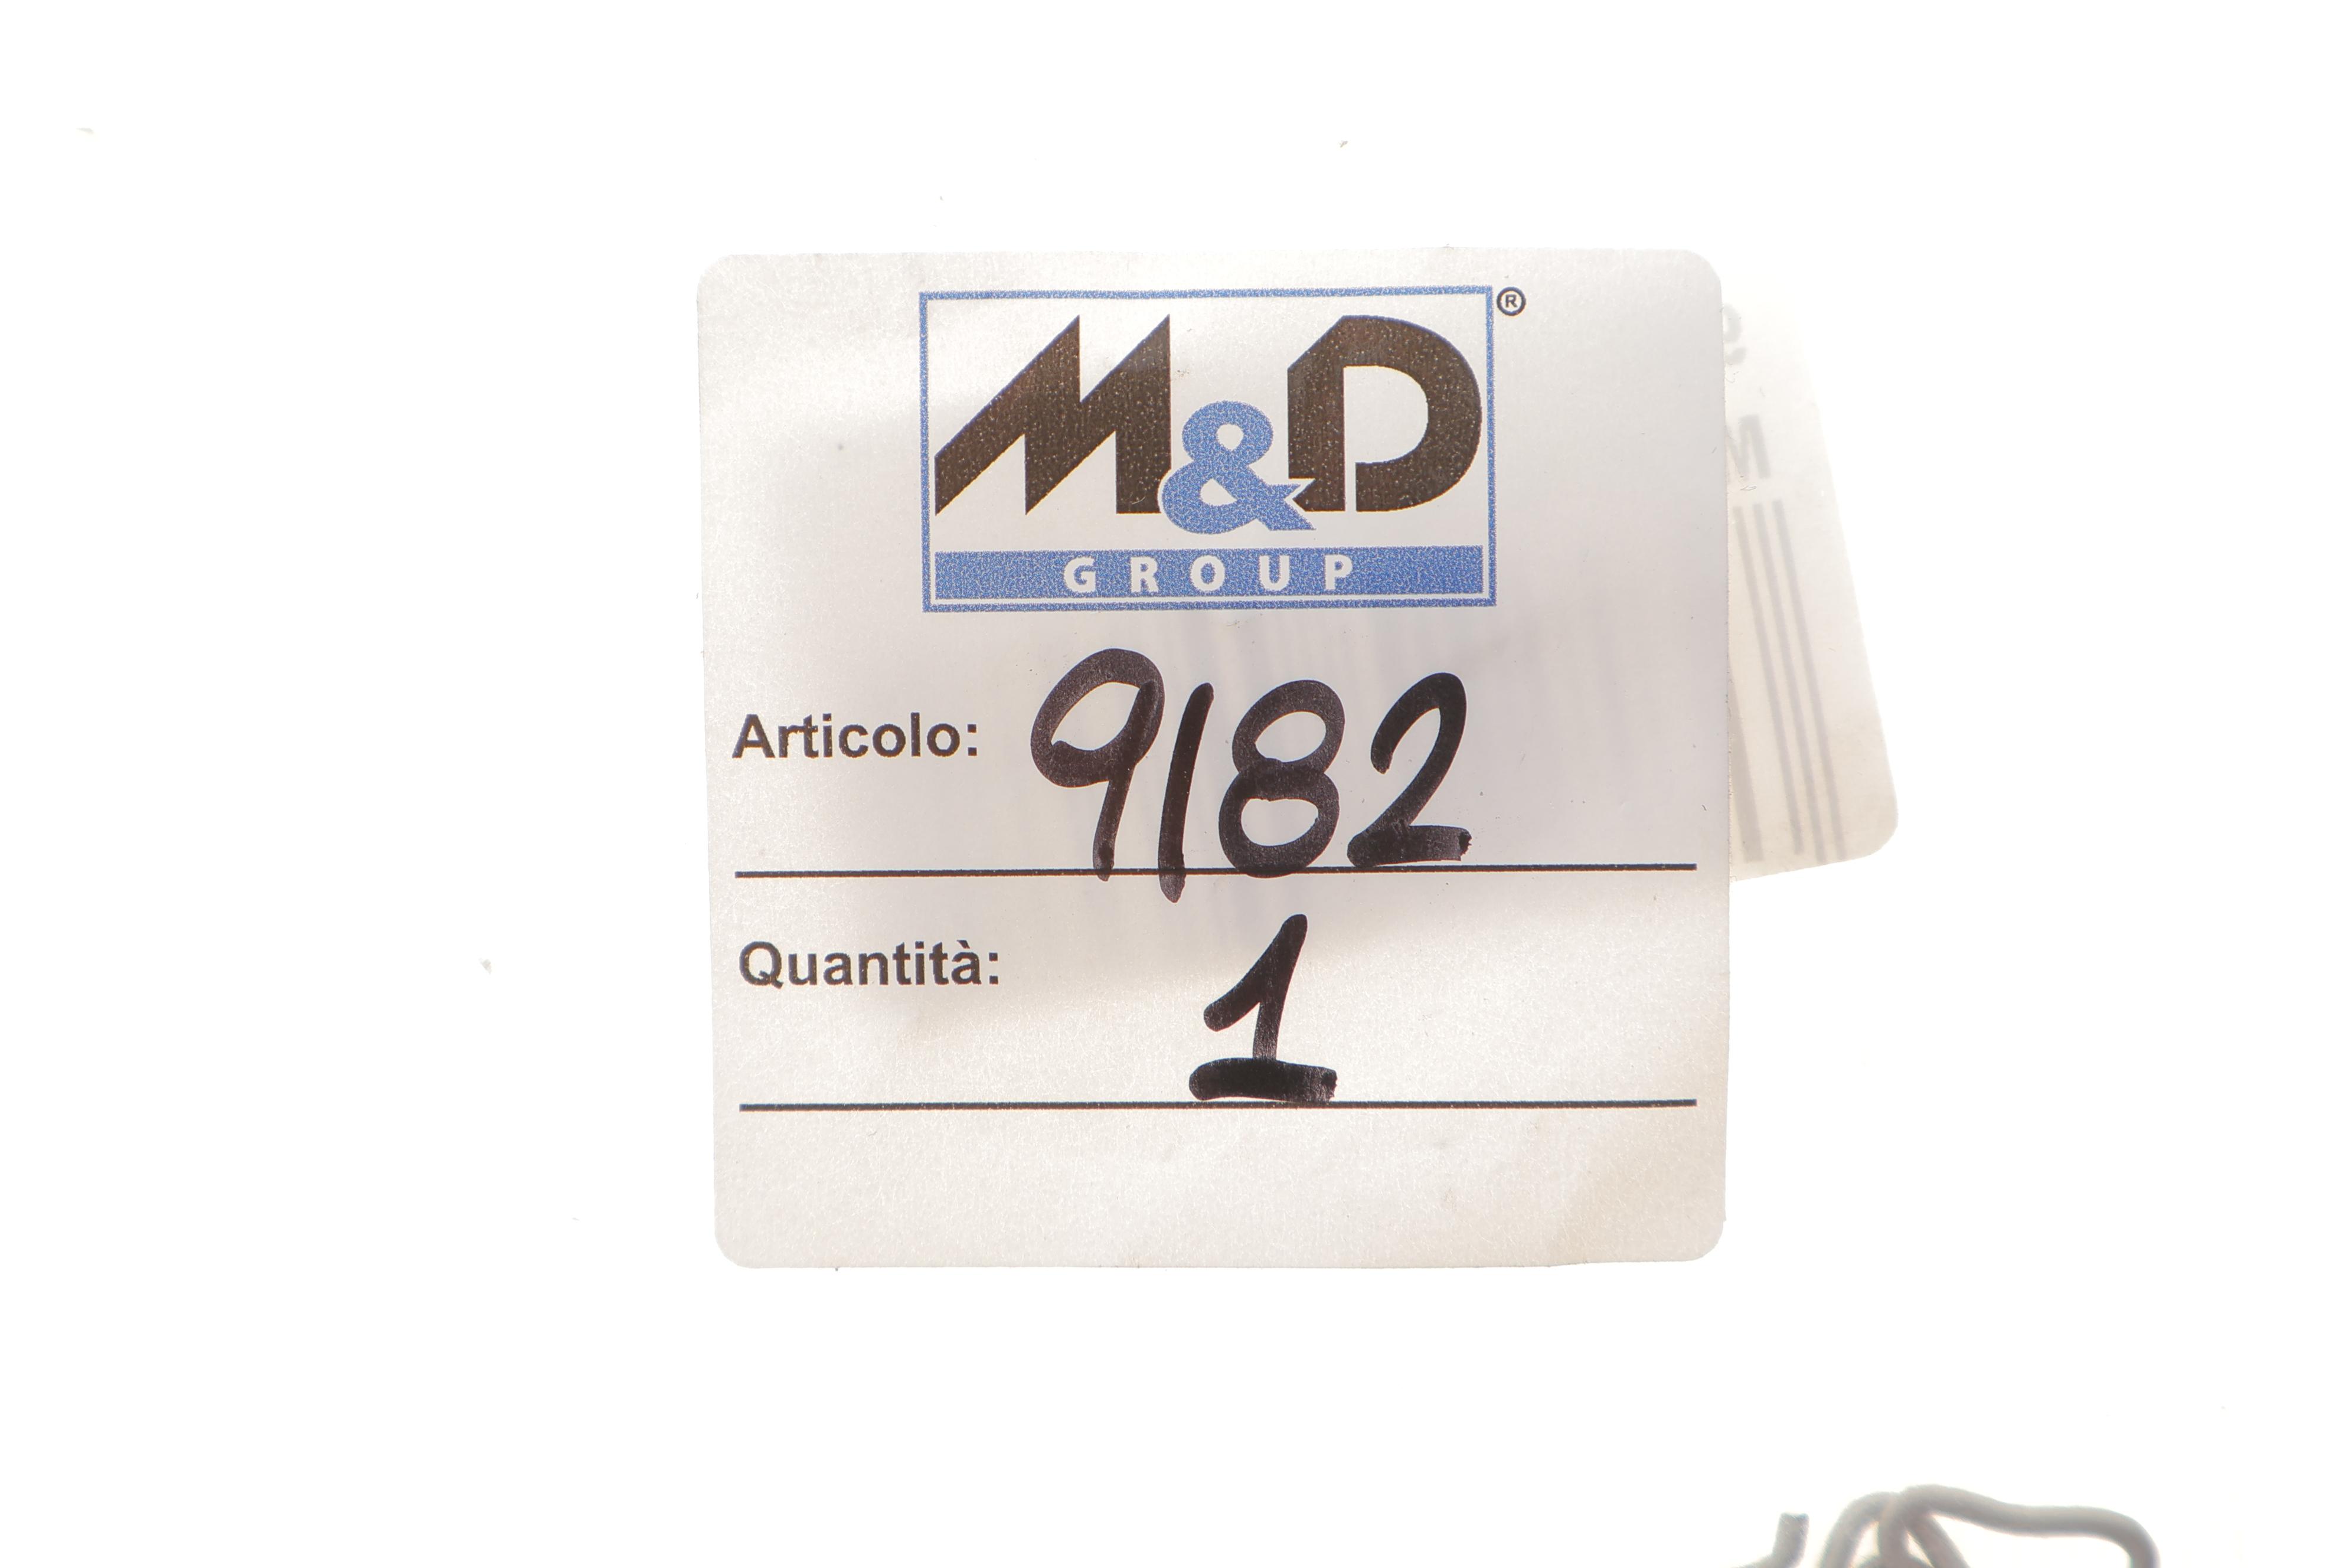 M&D®
GROUP
Articolo: 9182
Quantità: 1